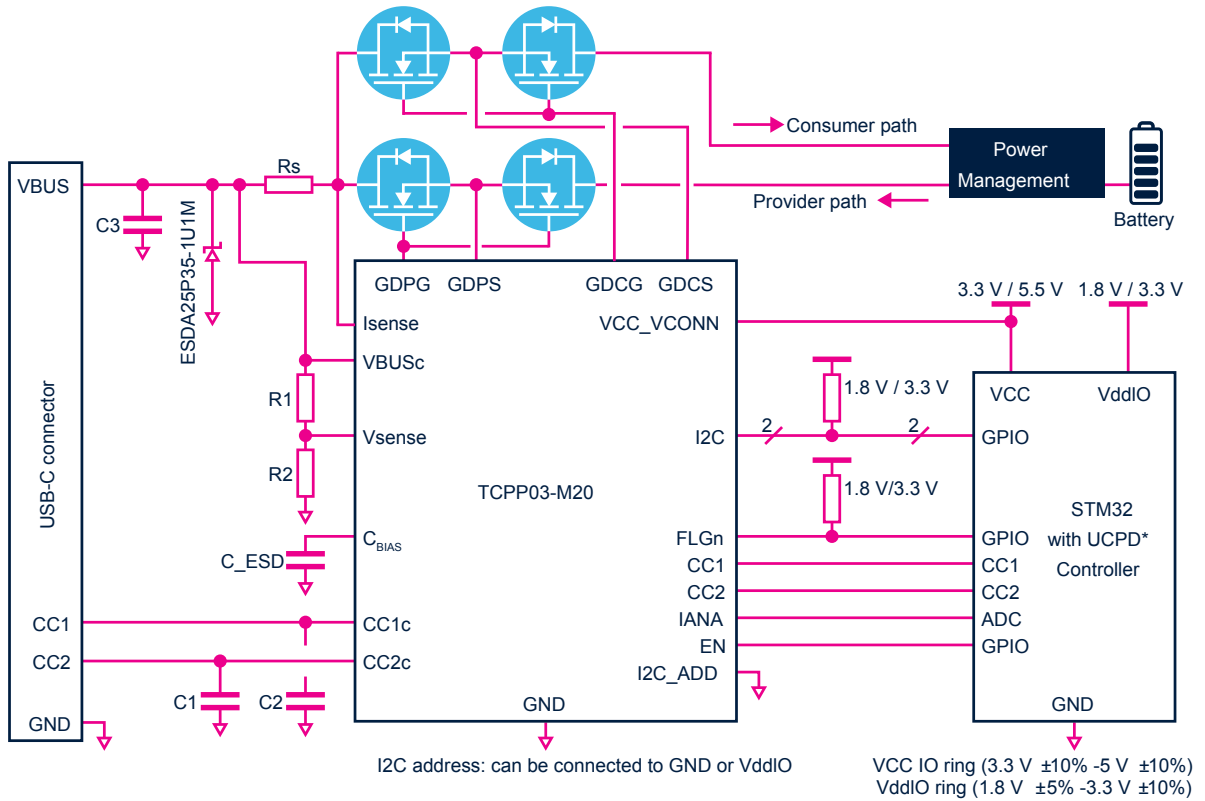 Consumer path
Power
Management
Provider path
Battery
VBUS
Rs
C3
ESDA25P35-1U1M
GDPG
GDPS
GDCG
GDCS
3.3 V / 5.5 V
1.8 V / 3.3 V
Isense
VCC_VCONN
VBUSc
R1
1.8 V / 3.3 V
VCC
VddIO
USB-C connector
Vsense
I2C
2
2
GPIO
R2
TCPP03-M20
1.8 V/3.3 V
STM32
with UCPD*
Controller
CBIAS
C_ESD
FLGn
GPIO
CC1
CC1
CC2
CC2
CC1
CC1c
IANA
ADC
EN
GPIO
CC2
CC2c
I2C_ADD
C1
C2
GND
GND
GND
I2C address: can be connected to GND or VddIO
VCC IO ring (3.3 V ±10% -5 V ±10%)
VddIO ring (1.8 V ±5% -3.3 V ±10%)